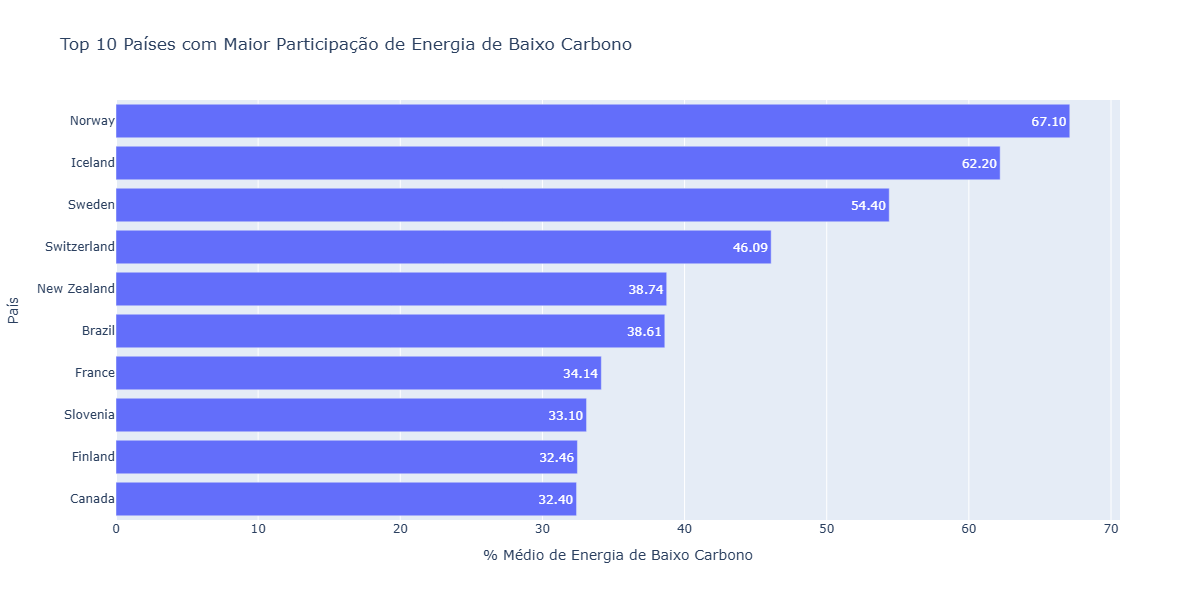 Top 10 Países com Maior Participação de Energia de Baixo Carbono
País
Norway 67.10
Iceland 62.20
Sweden 54.40
Switzerland 46.09
New Zealand 38.74
Brazil 38.61
France 34.14
Slovenia 33.10
Finland 32.46
Canada 32.40
0 10 20 30 40 50 60 70
% Médio de Energia de Baixo Carbono